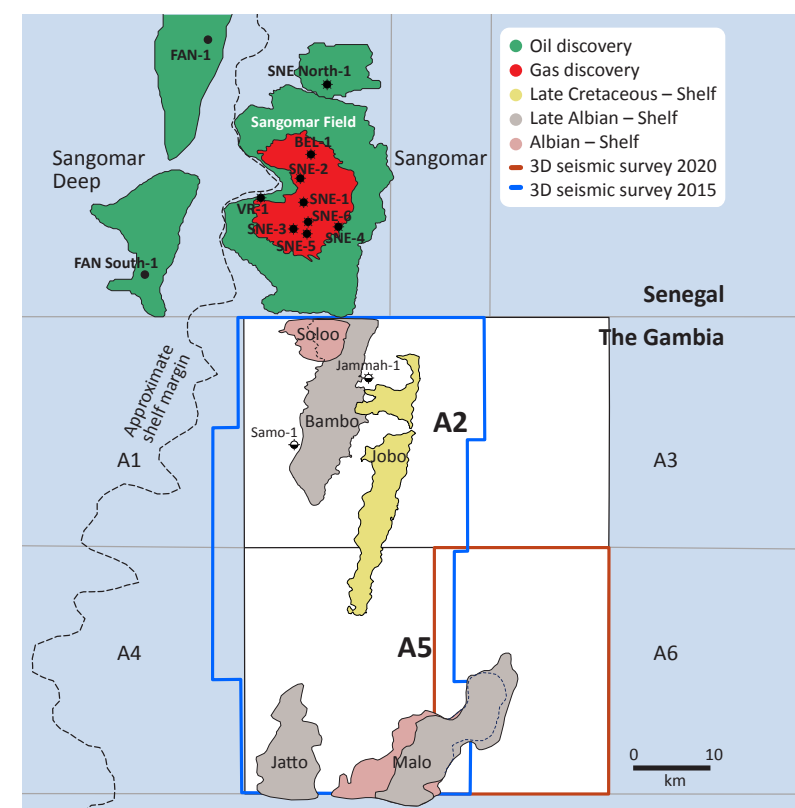 FAN-1
SNE North-1
Sangomar Field
BEL-1
SNE-2
Sangomar
Deep
Sangomar
VR-1
SNE-1
SNE-6
SNE-3
SNE-4
SNE-5
FAN South-1
Oil discovery
Gas discovery
Late Cretaceous – Shelf
Late Albian – Shelf
Albian – Shelf
3D seismic survey 2020
3D seismic survey 2015
Senegal
The Gambia
Approximate
shelf margin
Soloo
Jammah-1
Bambo
A2
Samo-1
Jobo
A1
A3
A4
A5
A6
Jatto
Malo
0 10
km